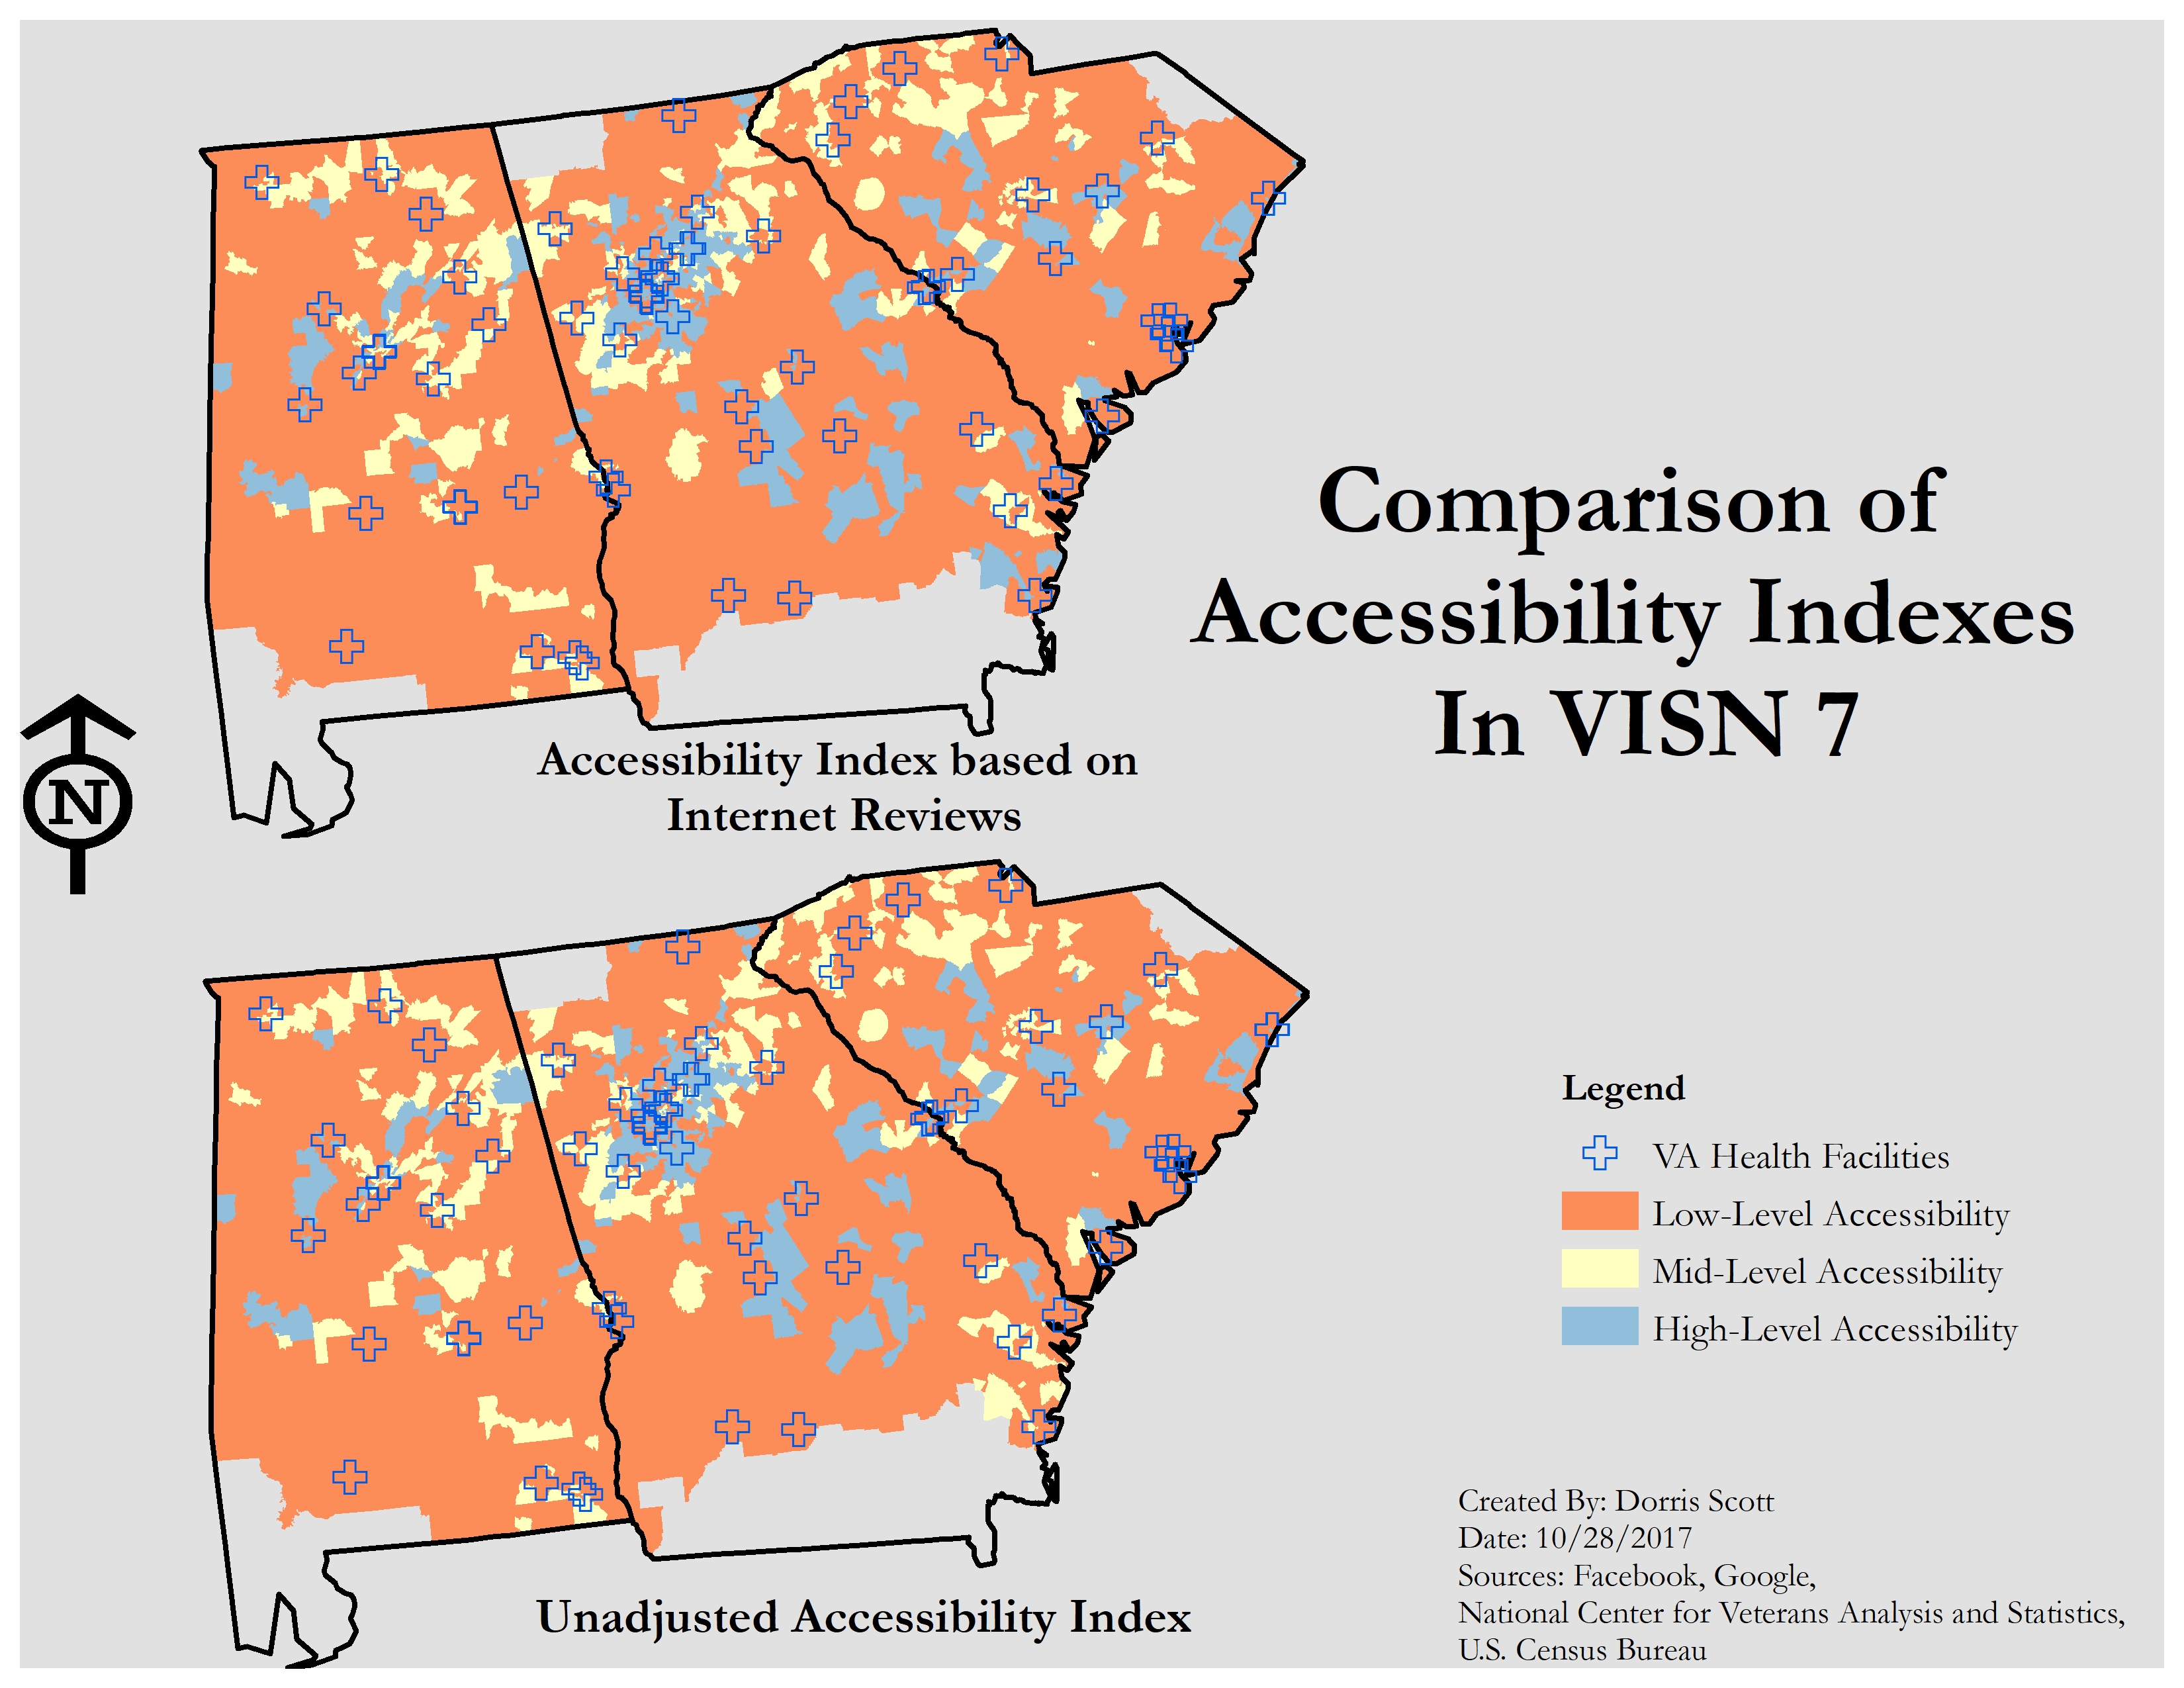 Comparison of
Accessibility Indexes
In VISN 7
Accessibility Index based on
Internet Reviews
N
Legend
VA Health Facilities
Low-Level Accessibility
Mid-Level Accessibility
High-Level Accessibility
Created By: Dorris Scott
Date: 10/28/2017
Sources: Facebook, Google,
National Center for Veterans Analysis and Statistics,
U.S. Census Bureau
Unadjusted Accessibility Index